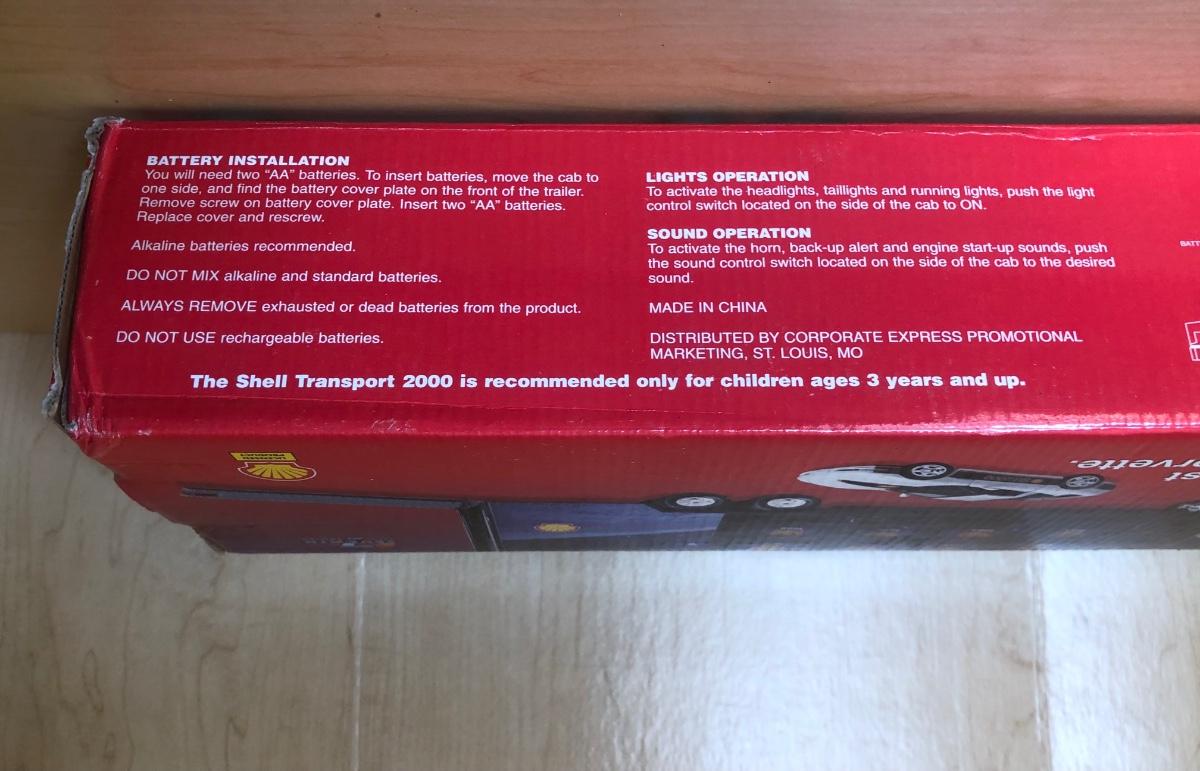 BATTERY INSTALLATION
You will need two “AA” batteries. To insert batteries, move the cab to
one side, and find the battery cover plate on the front of the trailer.
Remove screw on battery cover plate. Insert two “AA” batteries.
Replace cover and rescrew.
Alkaline batteries recommended.
DO NOT MIX alkaline and standard batteries.
ALWAYS REMOVE exhausted or dead batteries from the product.
DO NOT USE rechargeable batteries.
LIGHTS OPERATION
To activate the headlights, taillights and running lights, push the light
control switch located on the side of the cab to ON.
SOUND OPERATION
To activate the horn, back-up alert and engine start-up sounds, push
the sound control switch located on the side of the cab to the desired
sound.
MADE IN CHINA
DISTRIBUTED BY CORPORATE EXPRESS PROMOTIONAL
MARKETING, ST. LOUIS, MO
The Shell Transport 2000 is recommended only for children ages 3 years and up.
BATT
LICENSED
PRODUCT
st
orvette.